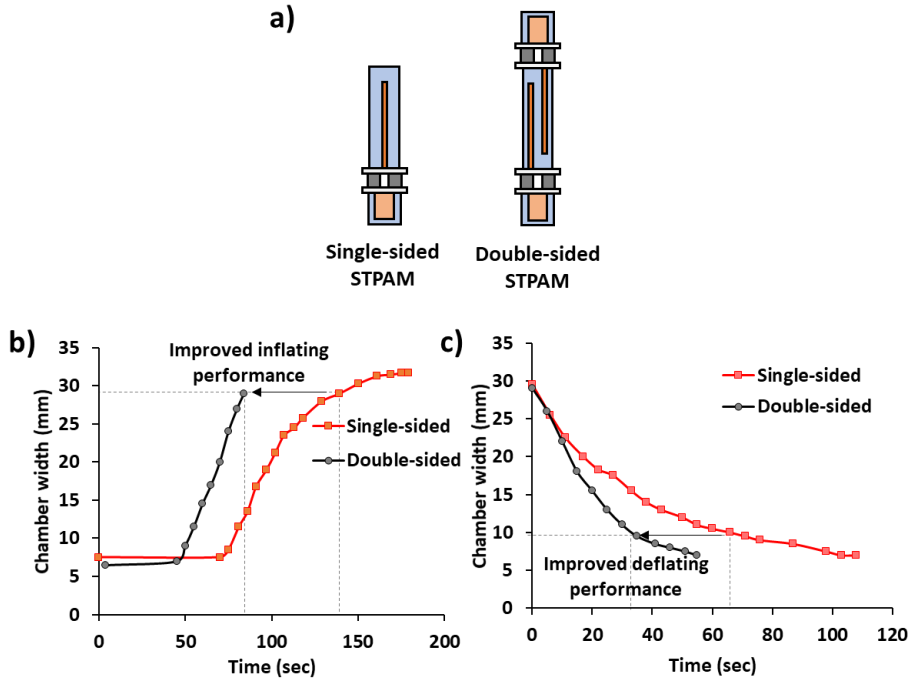 a)
Single-sided
STPAM
Double-sided
STPAM
b)
Chamber width (mm)
35
30
25
20
15
10
5
0
Improved inflating
performance
Single-sided
Double-sided
0
50
100
150
200
Time (sec)
c)
Chamber width (mm)
35
30
25
20
15
10
5
0
Single-sided
Double-sided
Improved deflating
performance
0
20
40
60
80
100
120
Time (sec)